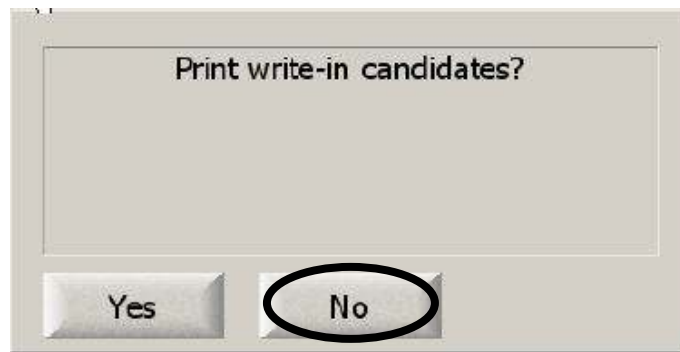 Print write-in candidates?
Yes
No